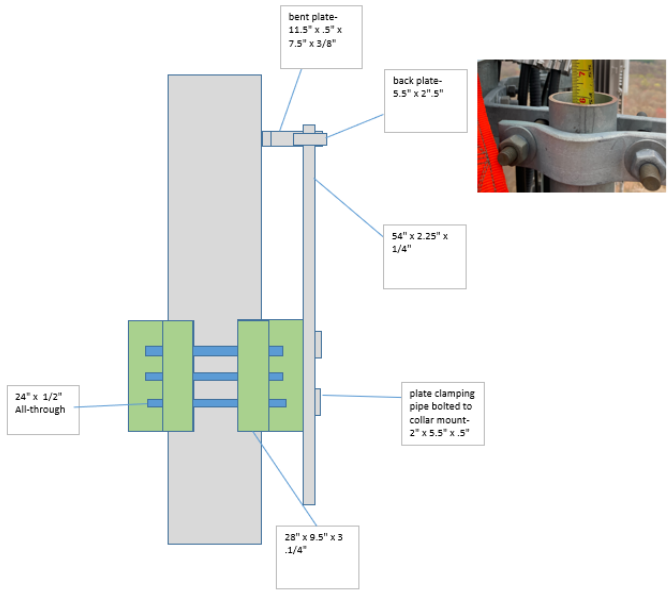 bent plate-
11.5" x .5" x
7.5" x 3/8"
back plate-
5.5" x 2".5"
54" x 2.25" x
1/4"
24" x 1/2"
All-through
plate clamping
pipe bolted to
collar mount-
2" x 5.5" x .5"
28" x 9.5" x 3
.1/4"